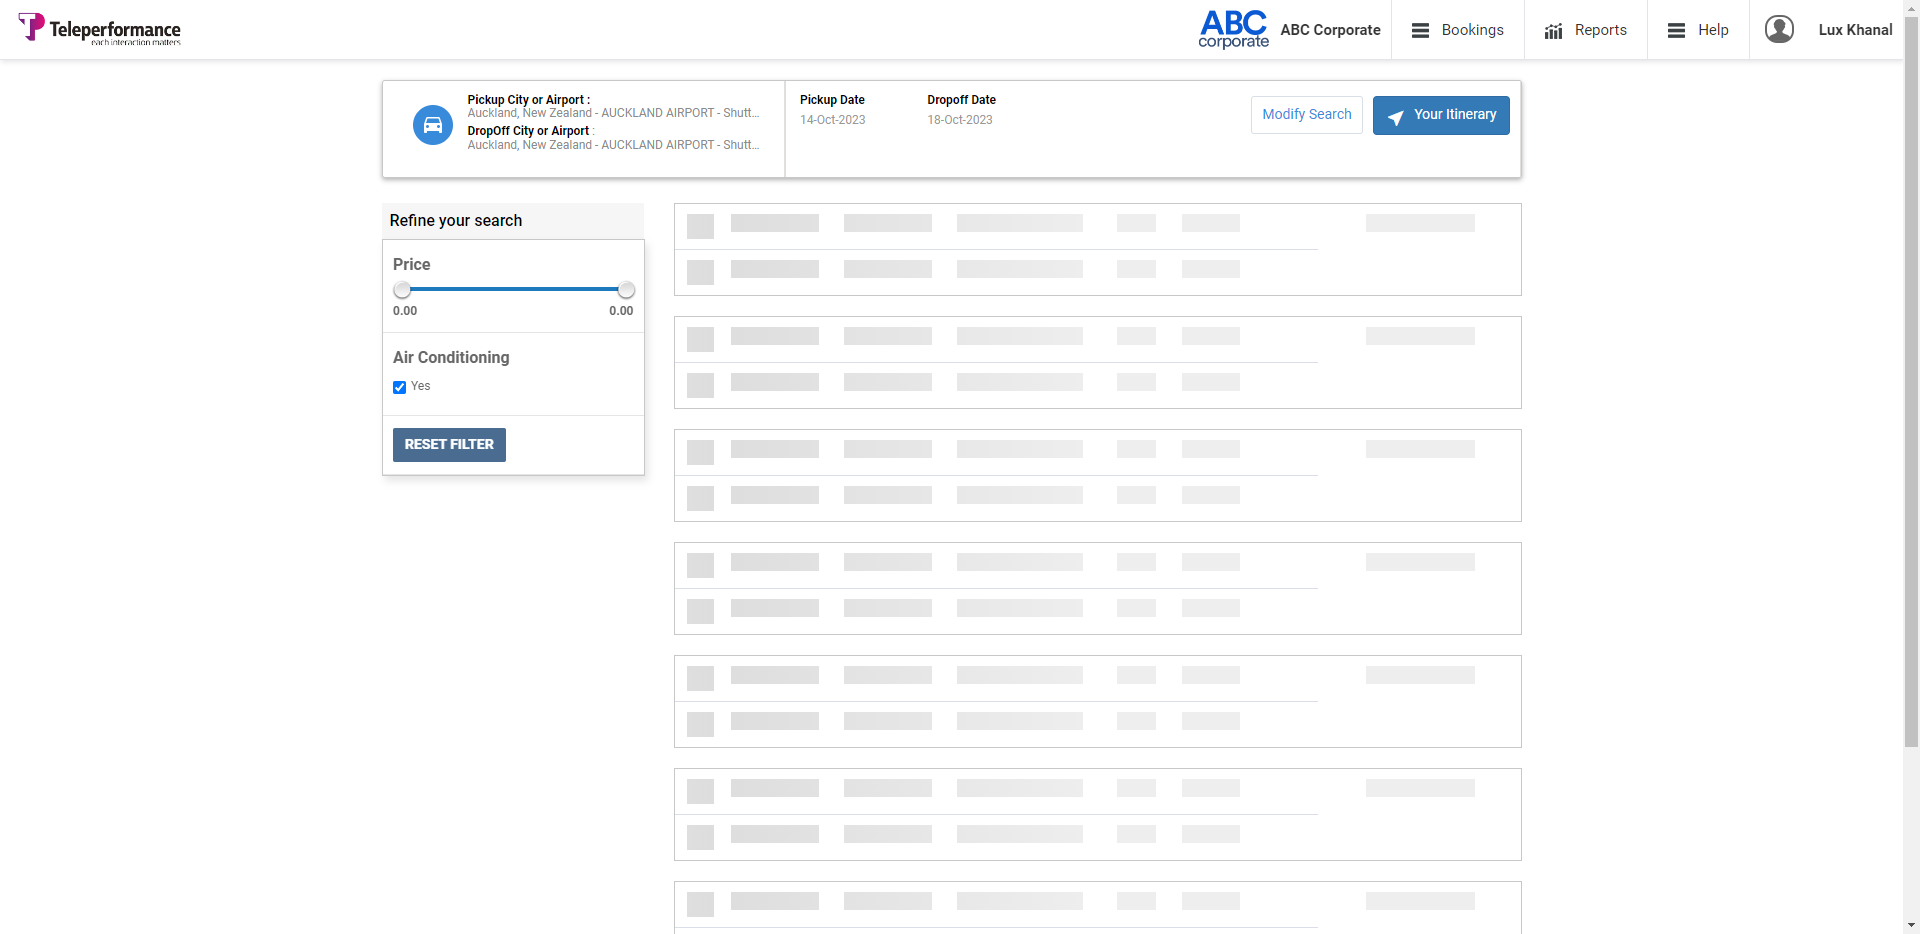 Teleperformance
each interaction matters
ABC
corporate
ABC Corporate
Bookings
Reports
Help
Lux Khanal
Pickup City or Airport :
Auckland, New Zealand - AUCKLAND AIRPORT - Shutt...
DropOff City or Airport :
Auckland, New Zealand - AUCKLAND AIRPORT - Shutt...
Pickup Date
14-Oct-2023
Dropoff Date
18-Oct-2023
Modify Search
Your Itinerary
Refine your search
Price
0.00
0.00
Air Conditioning
Yes
RESET FILTER